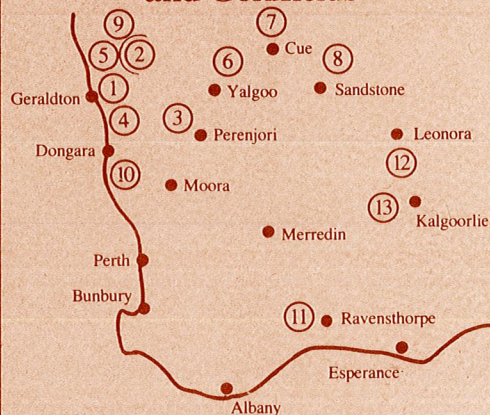 9
7
5
2
Cue
6
8
1
Yalgoo
Sandstone
Geraldton
4
3
Perenjori
Leonora
Dongara
12
10
Moora
13
Kalgoorlie
Merredin
Perth
Bunbury
11
Ravensthorpe
Esperance
Albany